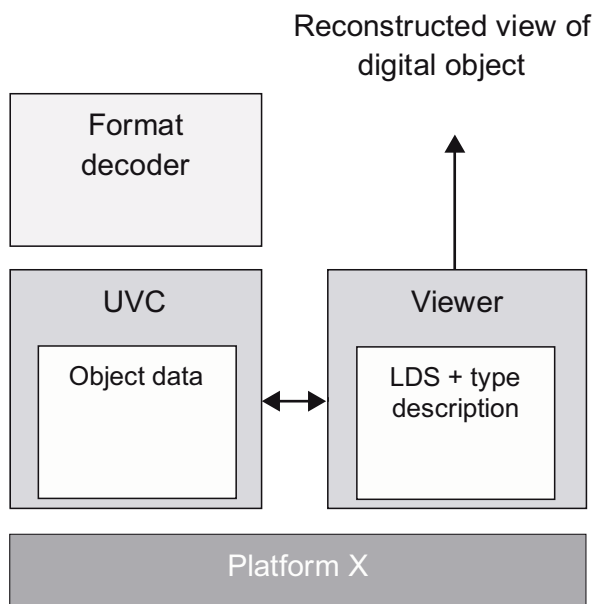 Reconstructed view of
digital object
Format
decoder
UVC
Viewer
Object data
LDS + type
description
Platform X